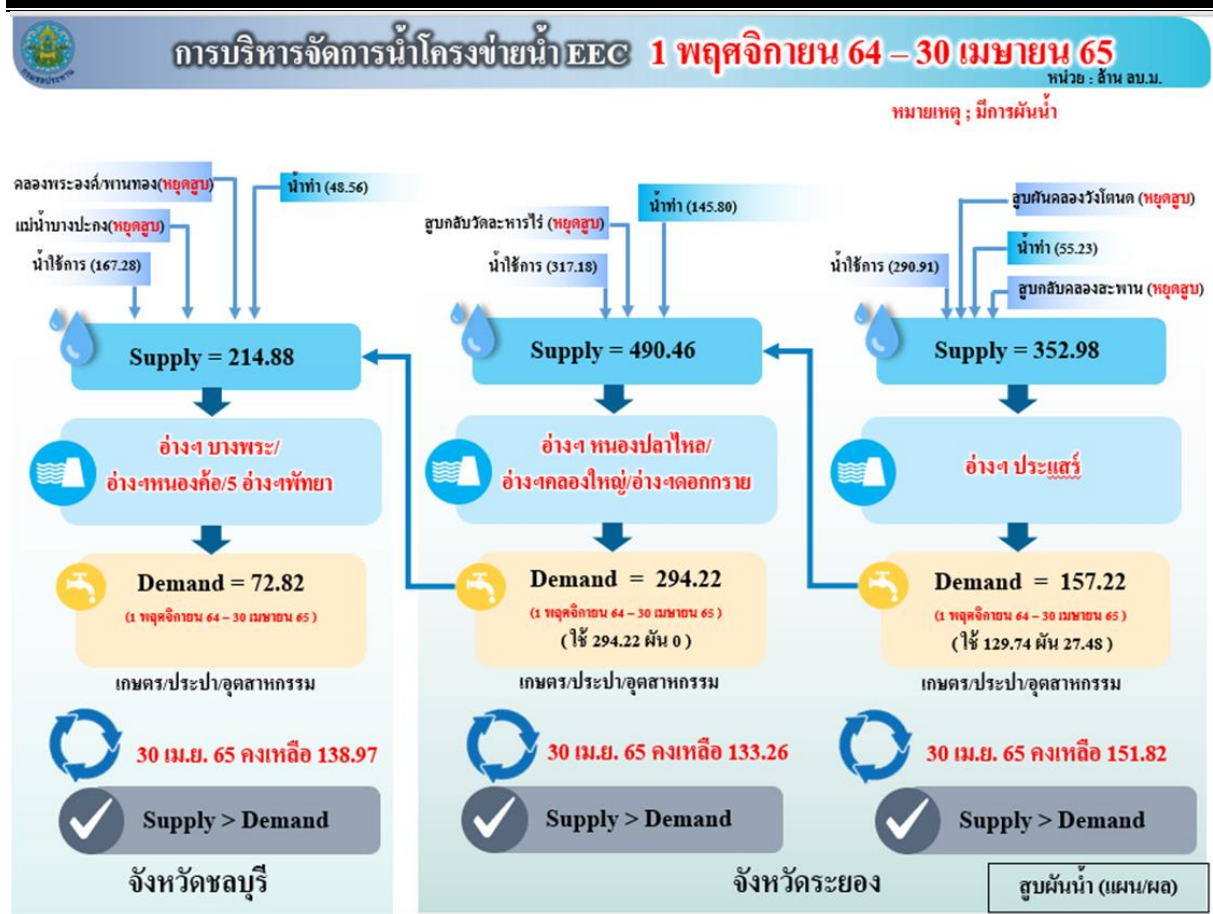 การบริหารจัดการน้ำโครงข่ายน้ำ EEC 1 พฤศจิกายน 64 – 30 เมษายน 65
หน่วย : ล้าน ลบ.ม.
หมายเหตุ ; มีการผันน้ำ
กรมชลประทาน
คลองพระองค์/พานทอง(หยุดสูบ)
น้ำท่า (48.56)
แม่น้ำบางปะกง(หยุดสูบ)
น้ำใช้การ (167.28)
Supply = 214.88
อ่างฯ บางพระ/
อ่างฯหนองค้อ/5 อ่างฯพัทยา
Demand = 72.82
(1 พฤศจิกายน 64 – 30 เมษายน 65 )
เกษตร/ประปา/อุตสาหกรรม
30 เม.ย. 65 คงเหลือ 138.97
Supply > Demand
จังหวัดชลบุรี
น้ำท่า (145.80)
สูบกลับวัดละหารไร่ (หยุดสูบ)
น้ำใช้การ (317.18)
Supply = 490.46
อ่างฯ หนองปลาไหล/
อ่างฯคลองใหญ่/อ่างฯดอกกราย
Demand = 294.22
(1 พฤศจิกายน 64 – 30 เมษายน 65 )
( ใช้ 294.22 ผัน 0 )
เกษตร/ประปา/อุตสาหกรรม
30 เม.ย. 65 คงเหลือ 133.26
Supply > Demand
สูบผันคลองวังโตนด (หยุดสูบ)
น้ำท่า (55.23)
น้ำใช้การ (290.91)
สูบกลับคลองสะพาน (หยุดสูบ)
Supply = 352.98
อ่างฯ ประแสร์
Demand = 157.22
(1 พฤศจิกายน 64 – 30 เมษายน 65 )
( ใช้ 129.74 ผัน 27.48 )
เกษตร/ประปา/อุตสาหกรรม
30 เม.ย. 65 คงเหลือ 151.82
Supply > Demand
จังหวัดระยอง
สูบผันน้ำ (แผน/ผล)